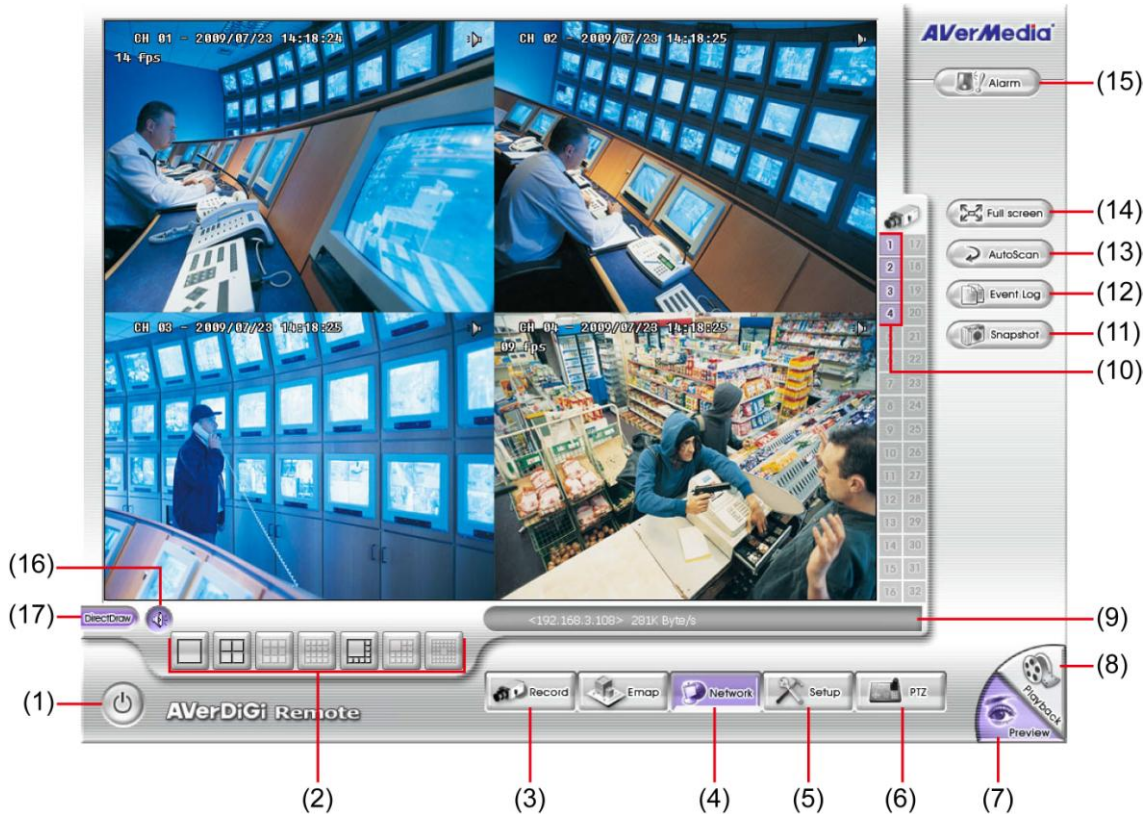 CH 01 - 2009/07/23 14:18:24
14 fps
CH 02 - 2009/07/23 14:18:25
AVerMedia
Alarm
(15)
Full screen
(14)
AutoScan
(13)
Event Log
(12)
Snapshot
(11)
(10)
1 17
2 18
3 19
4 20
21
22
7 23
8 24
9 25
10 26
11 27
12 28
13 29
14 30
15 31
16 32
CH 03 - 2009/07/23 14:18:25
CH 04 - 2009/07/23 14:18:25
09 fps
(16)
(17)
DirectDraw
<192.168.3.108> 281K Byte/s
(9)
(1)
AVerDiGi Remote
Record
Emap
Network
Setup
PTZ
Playback
Preview
(8)
(2)
(3)
(4)
(5)
(6)
(7)